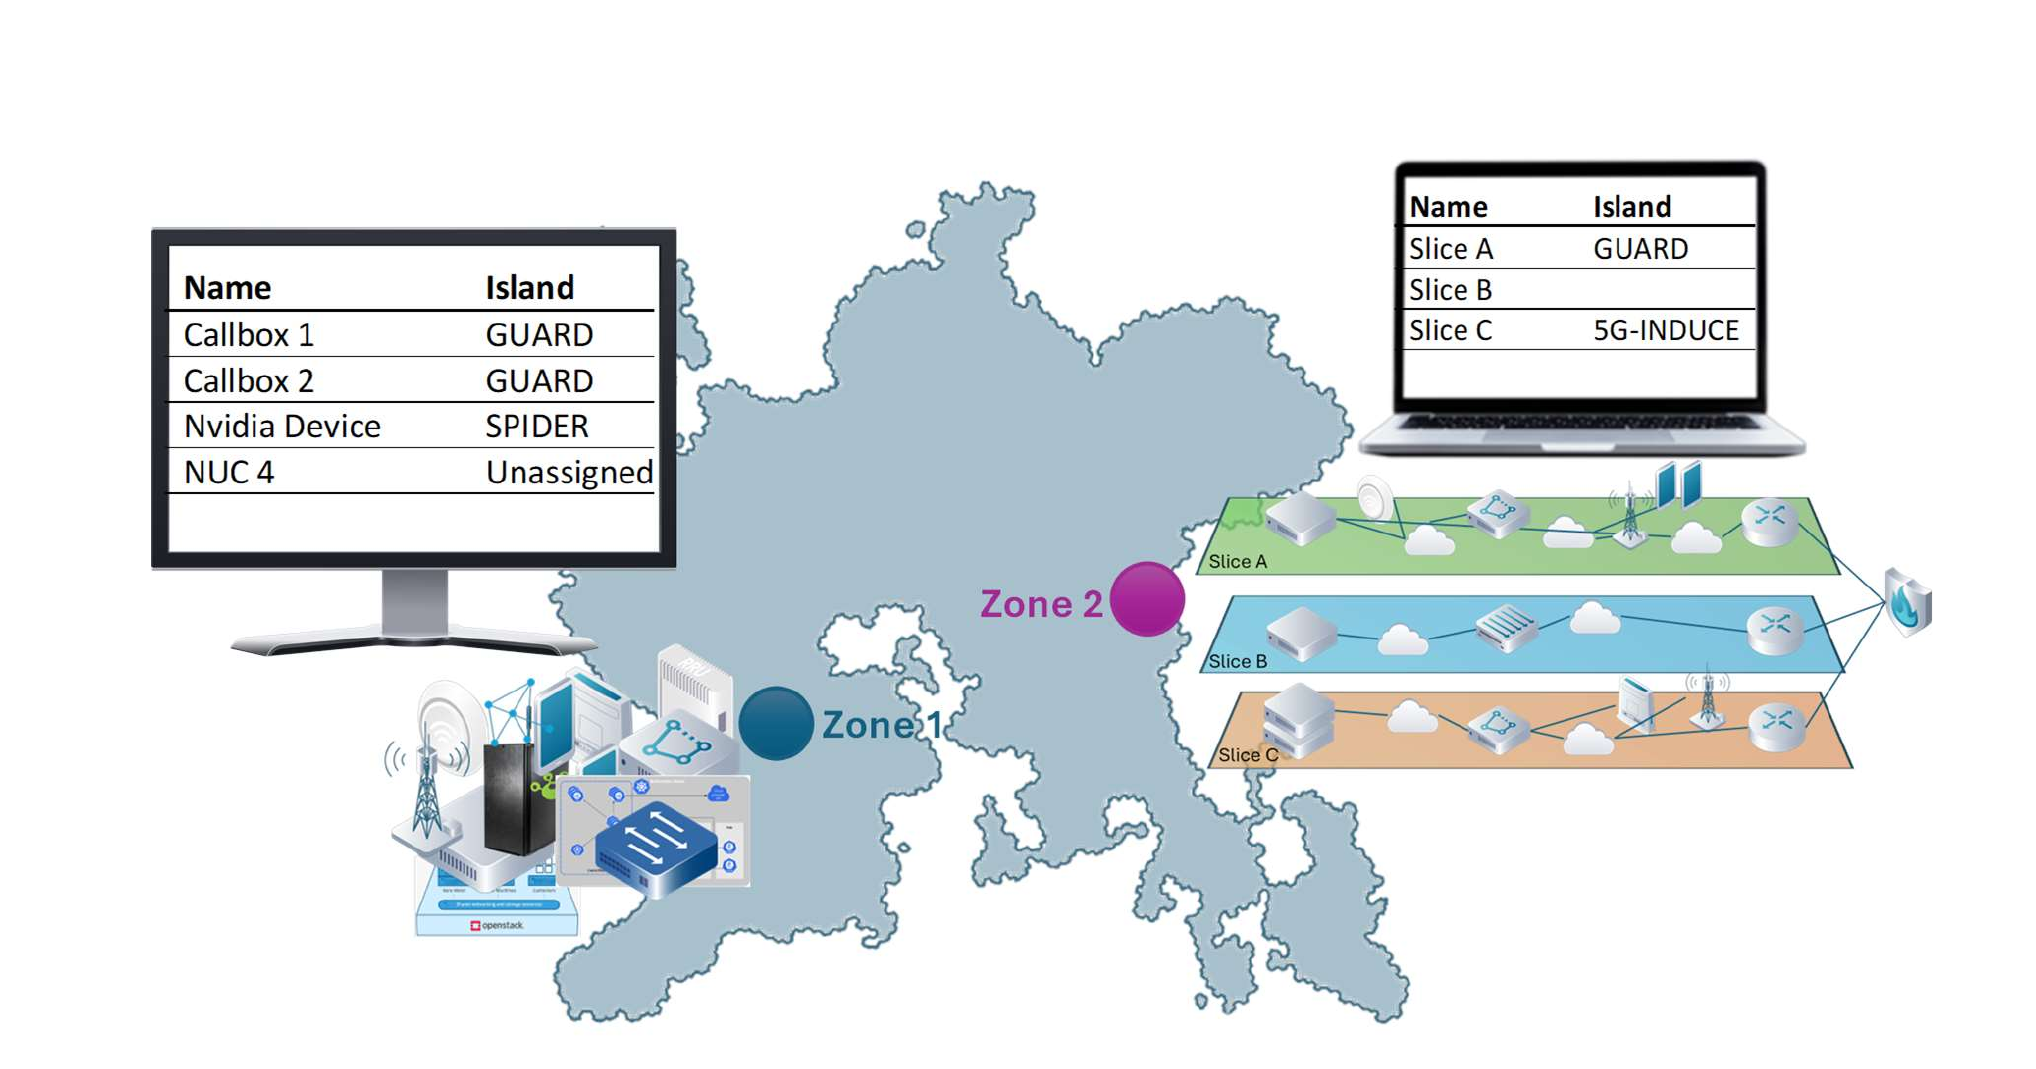 Name Island
Callbox 1 GUARD
Callbox 2 GUARD
Nvidia Device SPIDER
NUC 4 Unassigned
Name Island
Slice A GUARD
Slice B
Slice C 5G-INDUCE
Slice A
Zone 2
Slice B
RRU
Zone 1
Slice C
openstack.